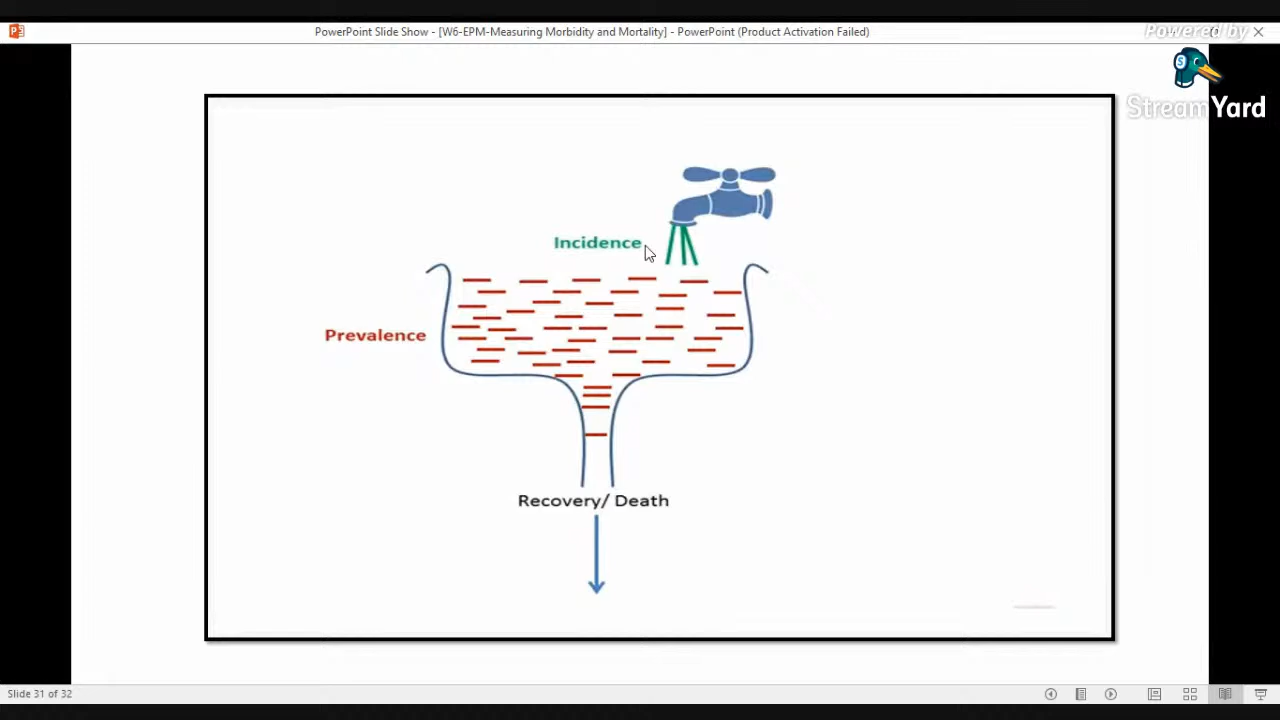 PowerPoint Slide Show - [W6-EPM-Measuring Morbidity and Mortality] - PowerPoint (Product Activation Failed)
Powered by
S
StreamYard
Incidence
Prevalence
Recovery/ Death
Slide 31 of 32